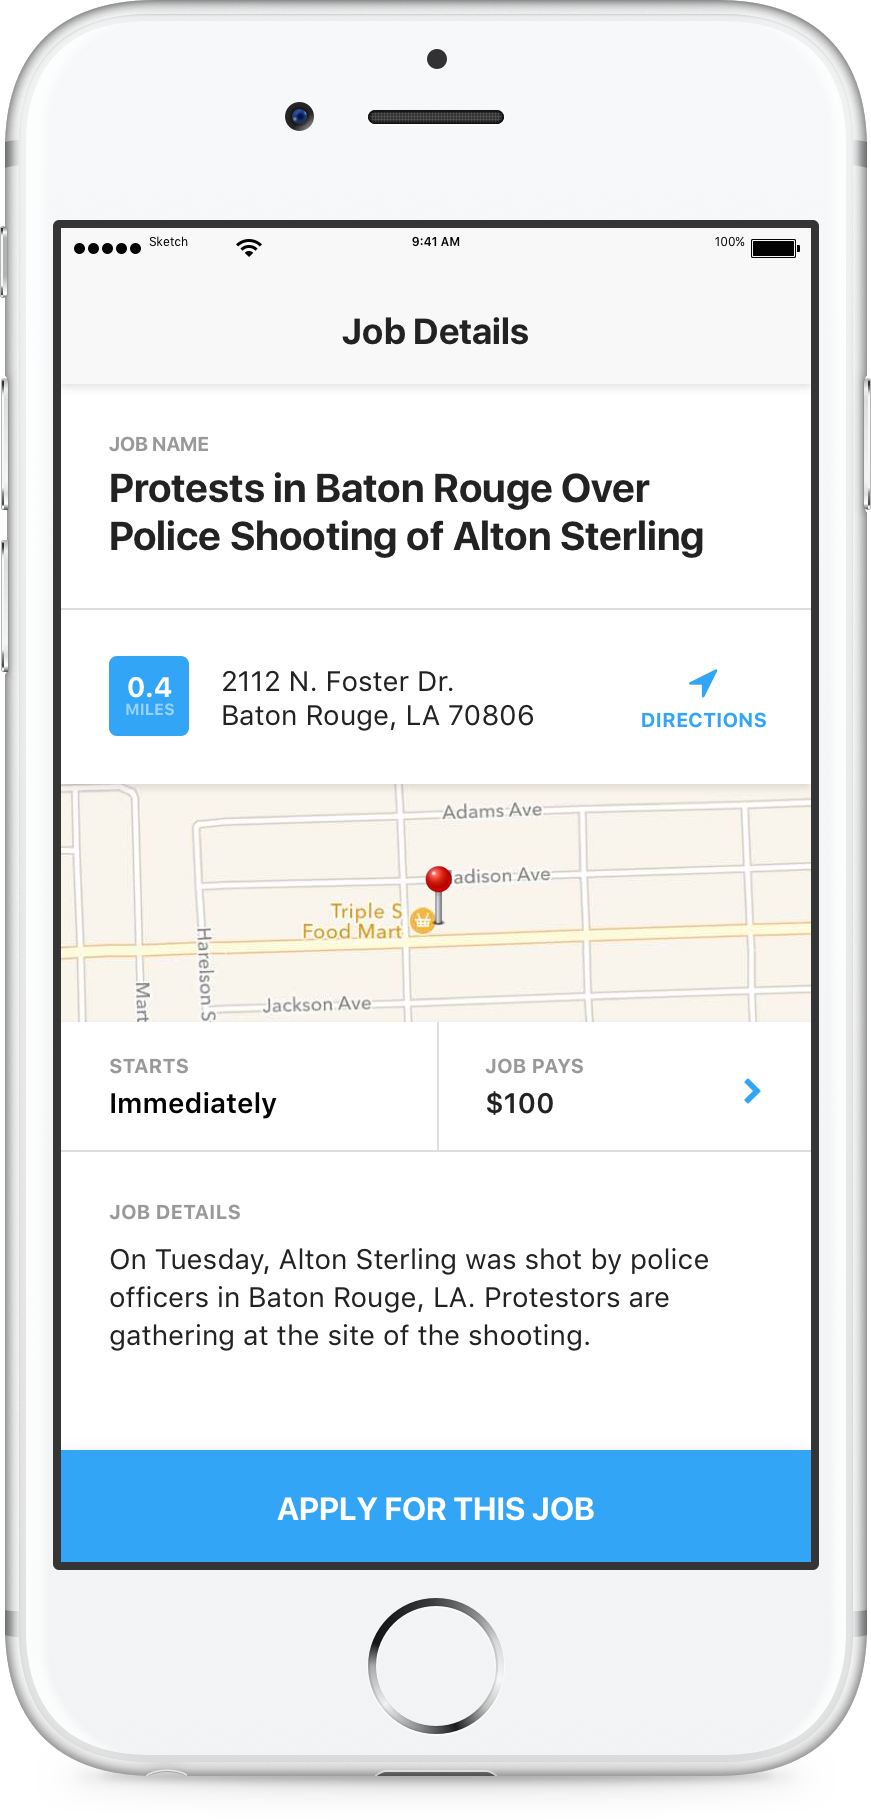 Sketch
9:41 AM
100%
Job Details
JOB NAME
Protests in Baton Rouge Over
Police Shooting of Alton Sterling
0.4
MILES
2112 N. Foster Dr.
Baton Rouge, LA 70806
DIRECTIONS
Adams Ave
adison Ave
Triple S
Food Mart
Harelson S
Mart
Jackson Ave
STARTS
Immediately
JOB PAYS
$100
JOB DETAILS
On Tuesday, Alton Sterling was shot by police
officers in Baton Rouge, LA. Protestors are
gathering at the site of the shooting.
APPLY FOR THIS JOB